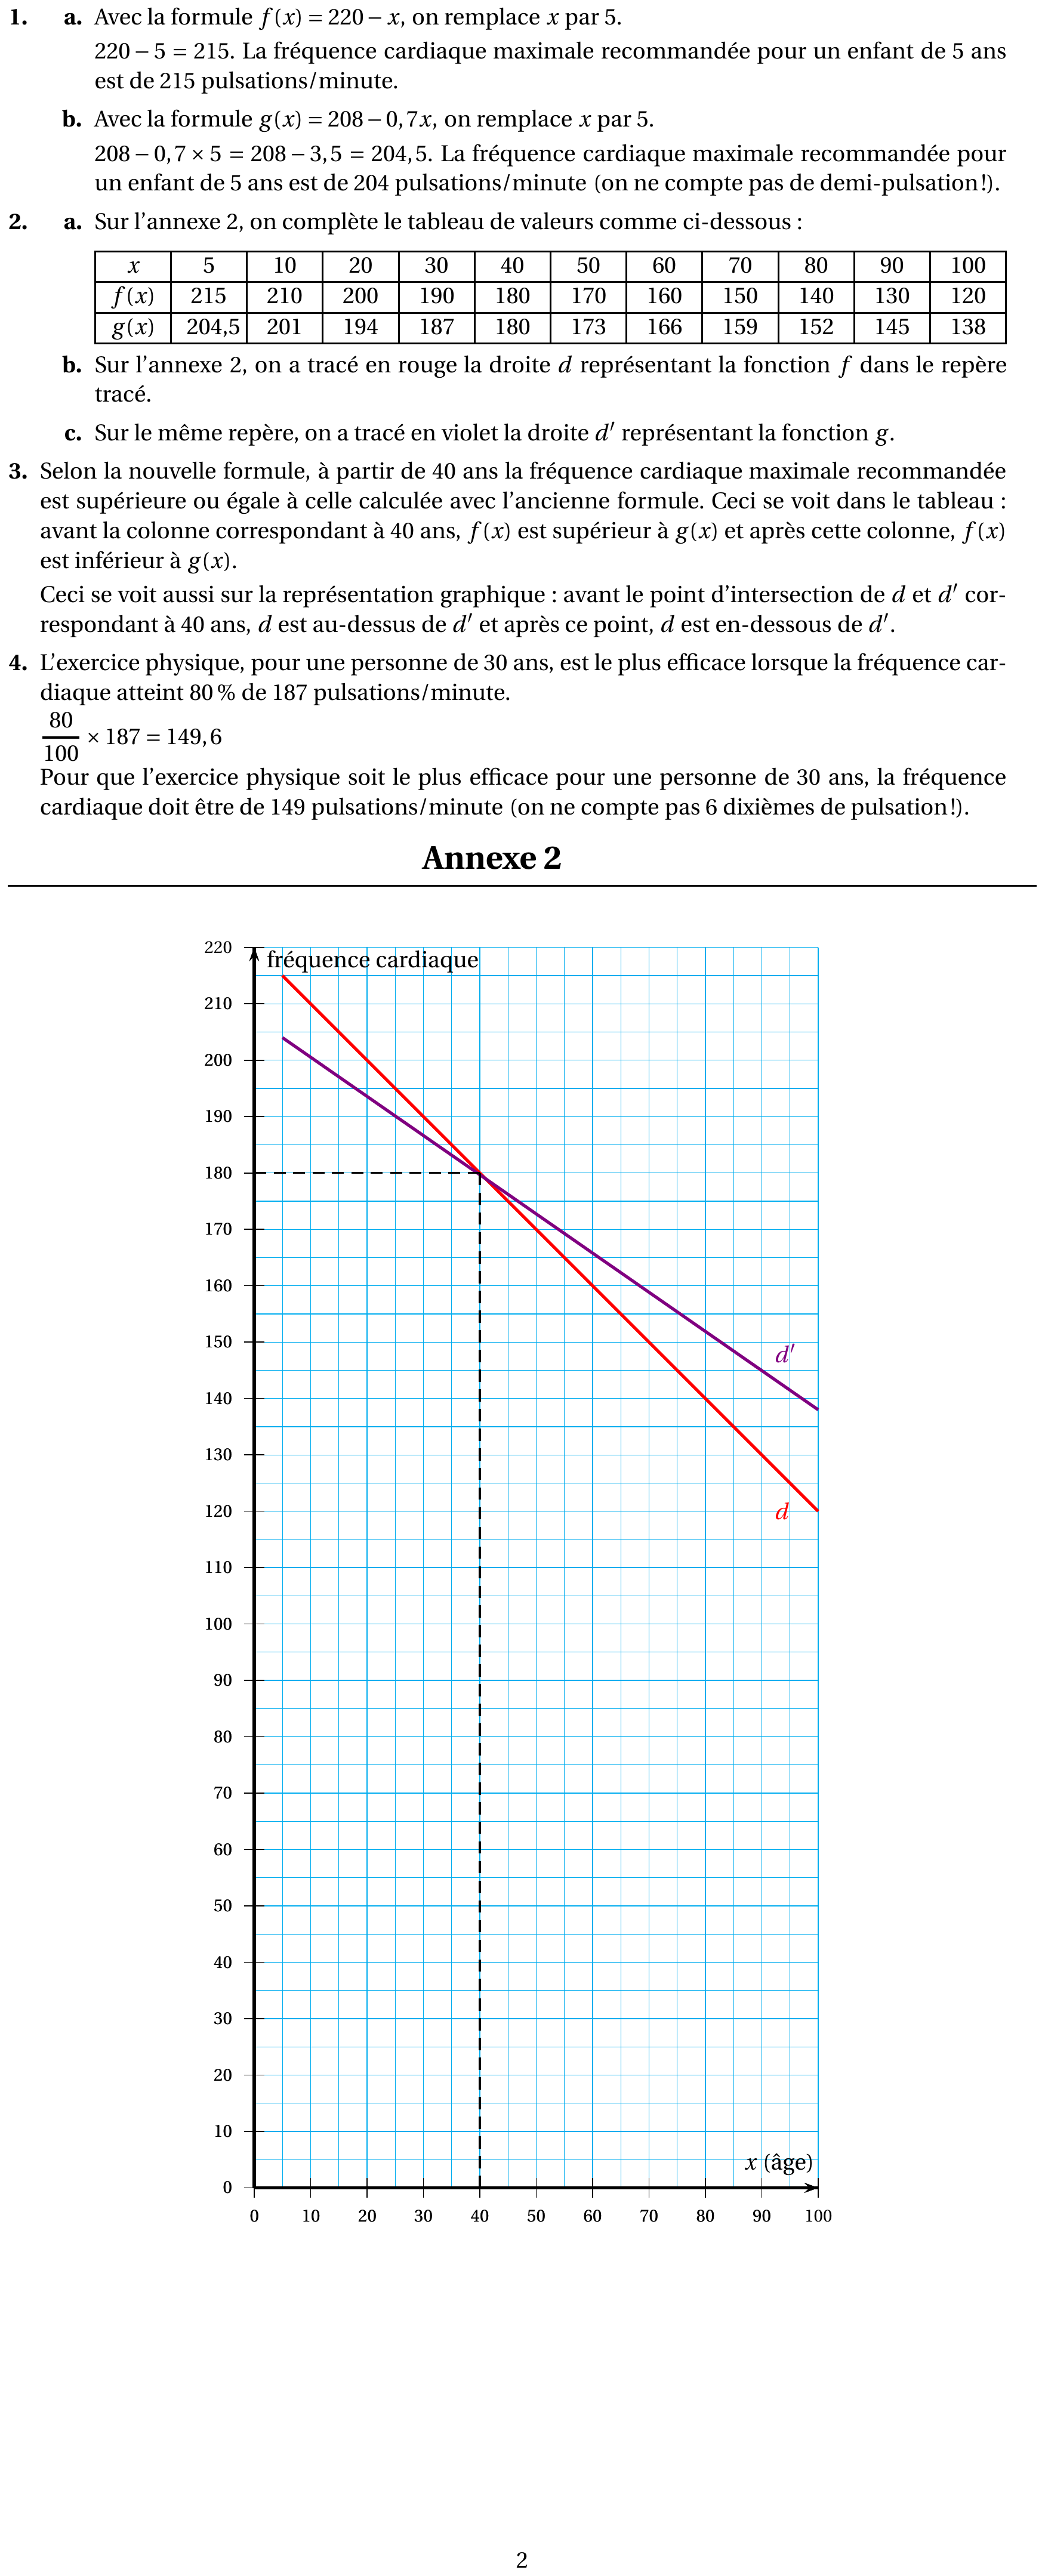 1. a. Avec la formule f(x) = 220 − x, on remplace x par 5.
220 − 5 = 215. La fréquence cardiaque maximale recommandée pour un enfant de 5 ans
est de 215 pulsations/minute.
b. Avec la formule g(x) = 208 − 0,7x, on remplace x par 5.
208 − 0,7 × 5 = 208 − 3,5 = 204,5. La fréquence cardiaque maximale recommandée pour
un enfant de 5 ans est de 204 pulsations/minute (on ne compte pas de demi-pulsation!).
2. a. Sur l'annexe 2, on complète le tableau de valeurs comme ci-dessous :
x 5 10 20 30 40 50 60 70 80 90 100
f(x) 215 210 200 190 180 170 160 150 140 130 120
g(x) 204,5 201 194 187 180 173 166 159 152 145 138
b. Sur l'annexe 2, on a tracé en rouge la droite d représentant la fonction f dans le repère
tracé.
c. Sur le même repère, on a tracé en violet la droite d′ représentant la fonction g.
3. Selon la nouvelle formule, à partir de 40 ans la fréquence cardiaque maximale recommandée
est supérieure ou égale à celle calculée avec l'ancienne formule. Ceci se voit dans le tableau :
avant la colonne correspondant à 40 ans, f(x) est supérieur à g(x) et après cette colonne, f(x)
est inférieur à g(x).
Ceci se voit aussi sur la représentation graphique : avant le point d'intersection de d et d′ cor-
respondant à 40 ans, d est au-dessus de d′ et après ce point, d est en-dessous de d′.
4. L'exercice physique, pour une personne de 30 ans, est le plus efficace lorsque la fréquence car-
diaque atteint 80 % de 187 pulsations/minute.
80/100 × 187 = 149,6
Pour que l'exercice physique soit le plus efficace pour une personne de 30 ans, la fréquence
cardiaque doit être de 149 pulsations/minute (on ne compte pas 6 dixièmes de pulsation!).
Annexe 2
220
fréquence cardiaque
210
200
190
180
170
160
150
d′
140
130
120
d
110
100
90
80
70
60
50
40
30
20
10
x (âge)
0
0 10 20 30 40 50 60 70 80 90 100
2